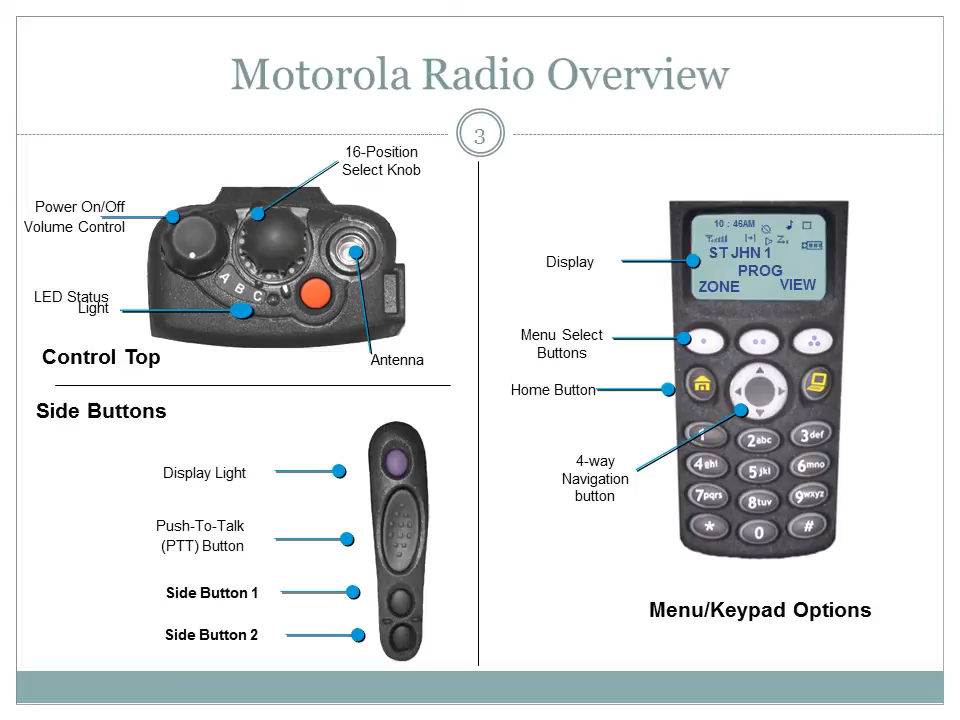 Motorola Radio Overview
3
16-Position
Select Knob
Power On/Off
Volume Control
A B C
LED Status
Light
Control Top
Antenna
Side Buttons
Display Light
Push-To-Talk
(PTT) Button
Side Button 1
Side Button 2
10 : 46AM
ST JHN 1
PROG
ZONE VIEW
Display
Menu Select
Buttons
Home Button
4-way
Navigation
button
1 2abc 3def
4ghi 5jkl 6mno
7pqrs 8tuv 9wxyz
* 0 #
Menu/Keypad Options